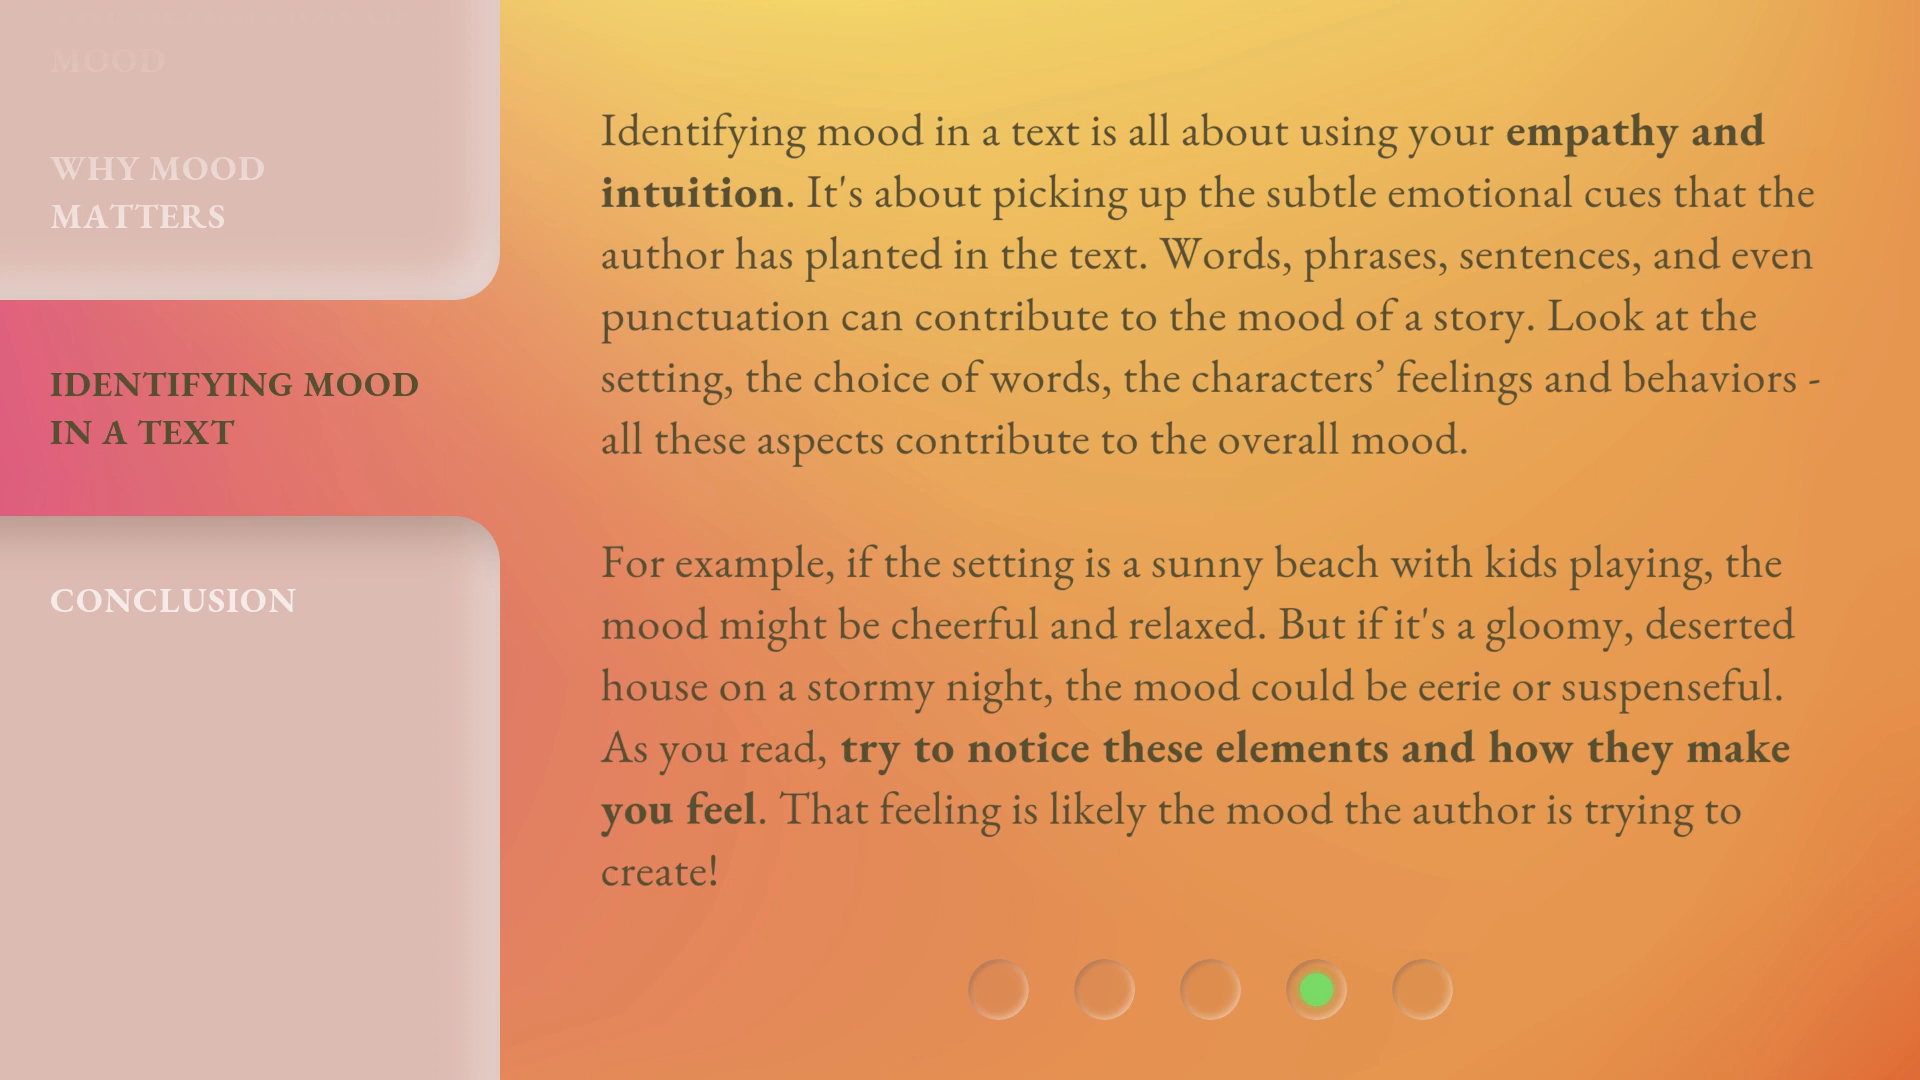 MOOD
WHY MOOD
MATTERS
IDENTIFYING MOOD
IN A TEXT
CONCLUSION
Identifying mood in a text is all about using your empathy and
intuition. It's about picking up the subtle emotional cues that the
author has planted in the text. Words, phrases, sentences, and even
punctuation can contribute to the mood of a story. Look at the
setting, the choice of words, the characters’ feelings and behaviors -
all these aspects contribute to the overall mood.
For example, if the setting is a sunny beach with kids playing, the
mood might be cheerful and relaxed. But if it's a gloomy, deserted
house on a stormy night, the mood could be eerie or suspenseful.
As you read, try to notice these elements and how they make
you feel. That feeling is likely the mood the author is trying to
create!